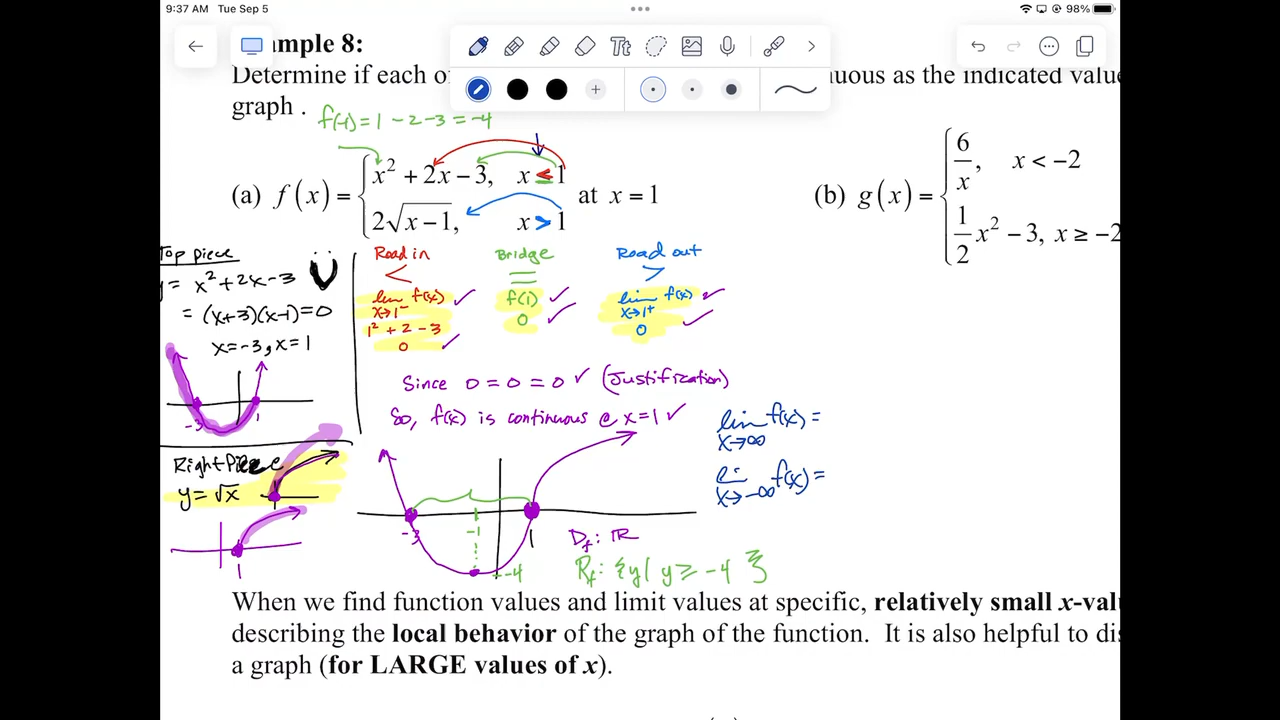 9:37 AM Tue Sep 5
98%
ample 8:
Tt
Determine if each o
nuous as the indicated value
graph .
f(-1) = 1 - 2 - 3 = -4
(a) f(x) = { x² + 2x - 3, x ≤ 1
2√(x - 1), x > 1
at x = 1
(b) g(x) = { 6/x, x < -2
1/2 x² - 3, x ≥ -2
Top piece
y = x² + 2x - 3
= (x+3)(x-1) = 0
x = -3, x = 1
-3 1
Right Piece
y = √x
1
Road in
<
lim f(x) ✓
x→1⁻
1² + 2 - 3
0 ✓
Bridge
=
f(1) ✓
0 ✓
Road out
>
lim f(x) ✓
x→1⁺
0 ✓
Since 0 = 0 = 0 ✓ (Justification)
So, f(x) is continuous @ x=1 ✓
lim f(x) =
x→∞
lim f(x) =
x→-∞
-3 -1 1
-4
D_f: ℝ
R_f: {y | y ≥ -4}
When we find function values and limit values at specific, relatively small x-valu
describing the local behavior of the graph of the function. It is also helpful to dis
a graph (for LARGE values of x).